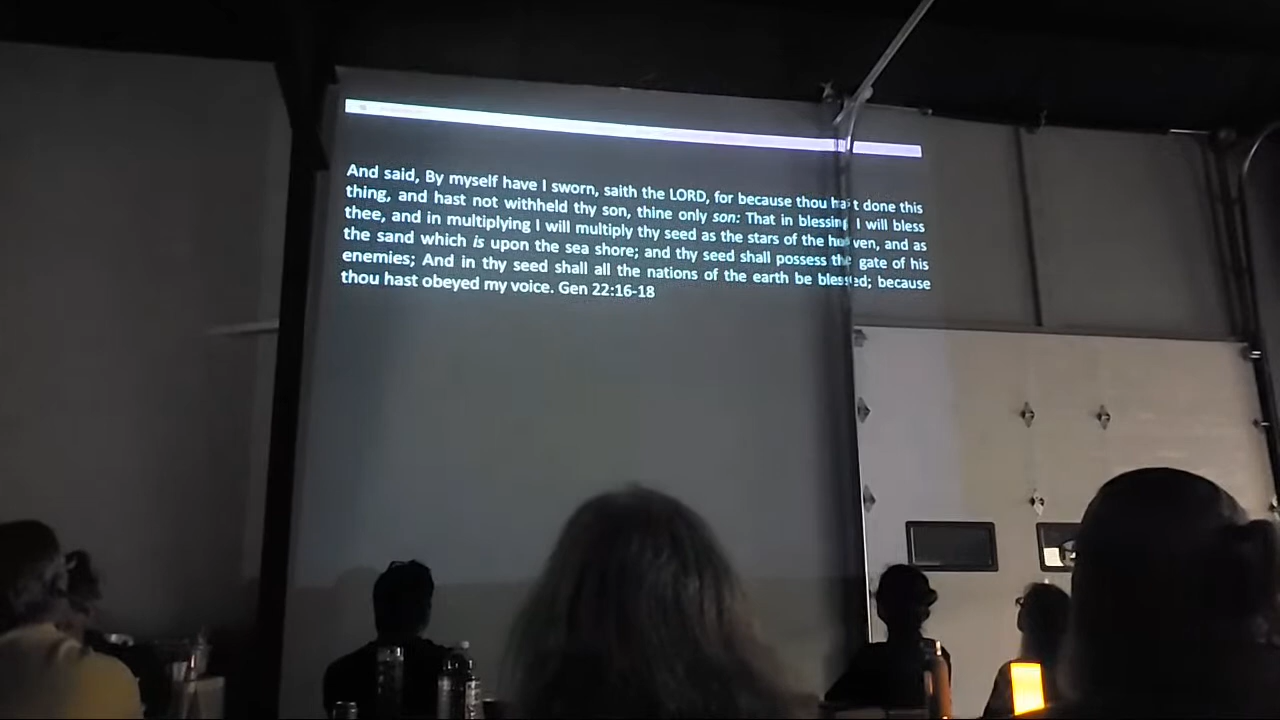 And said, By myself have I sworn, saith the LORD, for because thou hast done this
thing, and hast not withheld thy son, thine only son: That in blessing I will bless
thee, and in multiplying I will multiply thy seed as the stars of the heaven, and as
the sand which is upon the sea shore; and thy seed shall possess the gate of his
enemies; And in thy seed shall all the nations of the earth be blessed; because
thou hast obeyed my voice. Gen 22:16-18